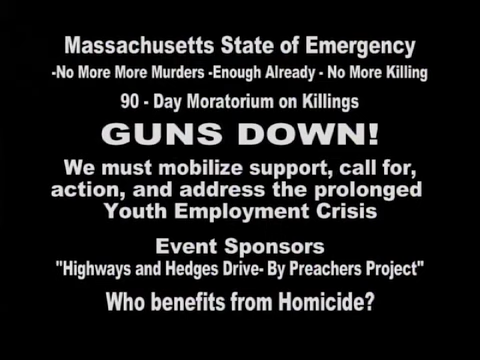 Massachusetts State of Emergency
-No More More Murders -Enough Already - No More Killing
90 - Day Moratorium on Killings
GUNS DOWN!
We must mobilize support, call for,
action, and address the prolonged
Youth Employment Crisis
Event Sponsors
"Highways and Hedges Drive- By Preachers Project"
Who benefits from Homicide?